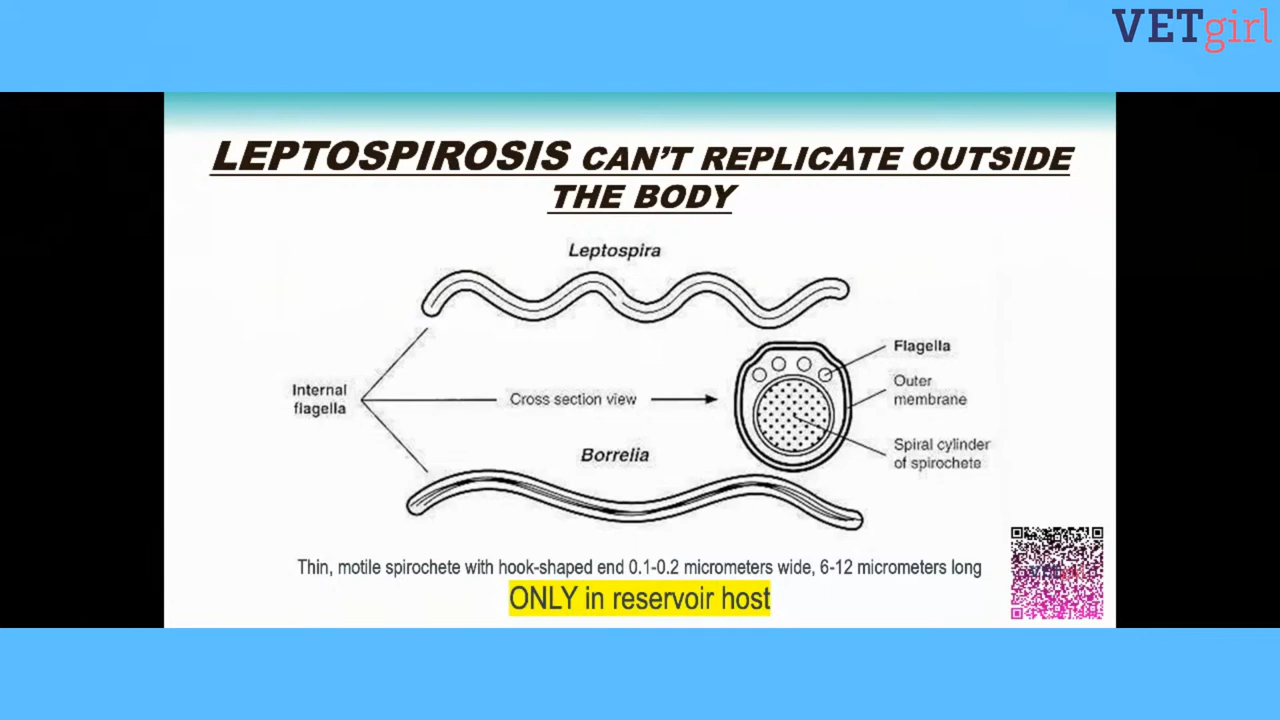 VETgirl
LEPTOSPIROSIS CAN'T REPLICATE OUTSIDE
THE BODY
Leptospira
Internal
flagella
Cross section view
Flagella
Outer
membrane
Spiral cylinder
of spirochete
Borrelia
Thin, motile spirochete with hook-shaped end 0.1-0.2 micrometers wide, 6-12 micrometers long
ONLY in reservoir host
VETgirl